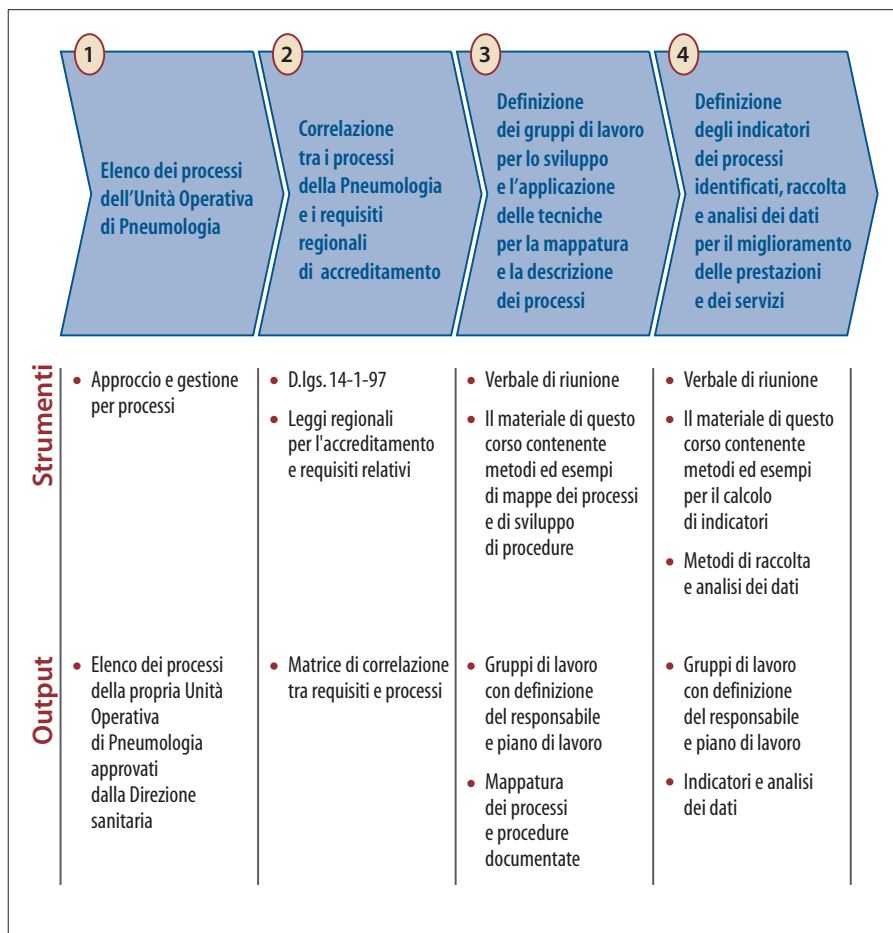 1
Elenco dei processi
dell'Unità Operativa
di Pneumologia
2
Correlazione
tra i processi
della Pneumologia
e i requisiti
regionali
di accreditamento
3
Definizione
dei gruppi di lavoro
per lo sviluppo
e l'applicazione
delle tecniche
per la mappatura
e la descrizione
dei processi
4
Definizione
degli indicatori
dei processi
identificati, raccolta
e analisi dei dati
per il miglioramento
delle prestazioni
e dei servizi
Strumenti
• Approccio e gestione
per processi
• D.lgs. 14-1-97
• Leggi regionali
per l'accreditamento
e requisiti relativi
• Verbale di riunione
• Il materiale di questo
corso contenente
metodi ed esempi
di mappe dei processi
e di sviluppo
di procedure
• Verbale di riunione
• Il materiale di questo
corso contenente
metodi ed esempi
per il calcolo
di indicatori
• Metodi di raccolta
e analisi dei dati
Output
• Elenco dei processi
della propria Unità
Operativa
di Pneumologia
approvati
dalla Direzione
sanitaria
• Matrice di correlazione
tra requisiti e processi
• Gruppi di lavoro
con definizione
del responsabile
e piano di lavoro
• Mappatura
dei processi
e procedure
documentate
• Gruppi di lavoro
con definizione
del responsabile
e piano di lavoro
• Indicatori e analisi
dei dati